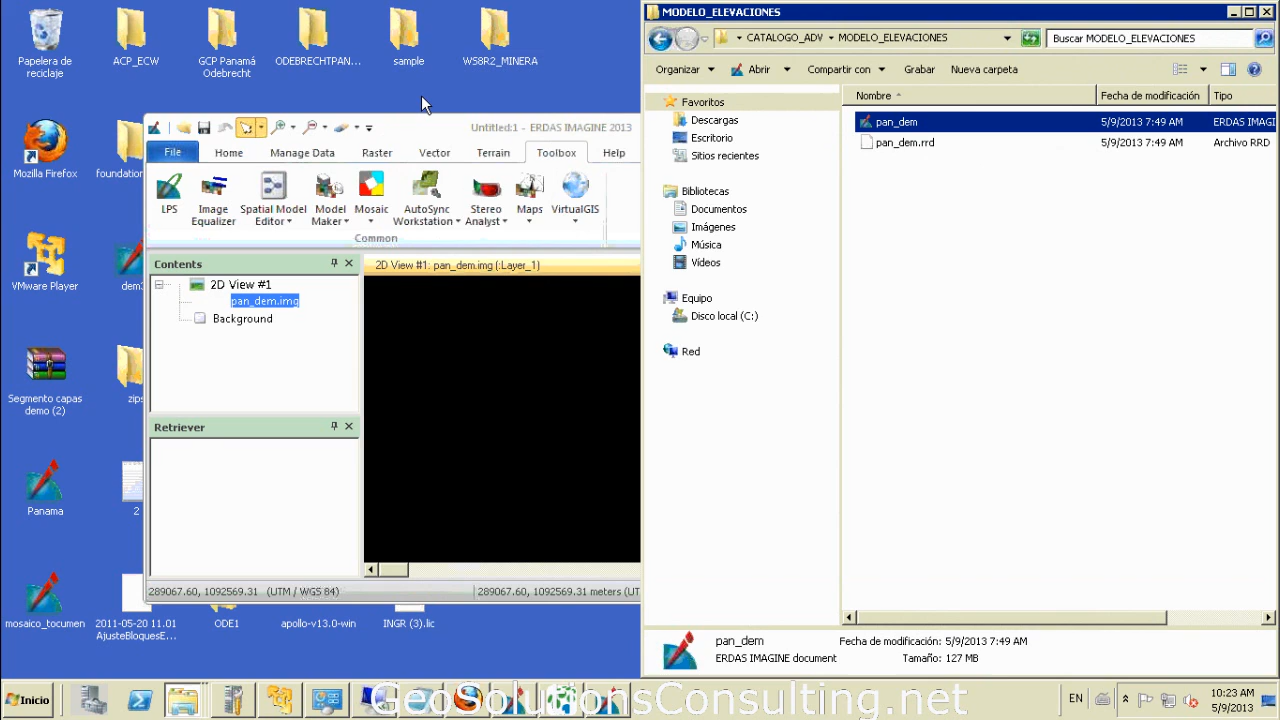 Papelera de
reciclaje
ACP_ECW
GCP Panamá
Odebrecht
ODEBRECHTPAN...
sample
WS8R2_MINERA
Mozilla Firefox
foundation
VMware Player
dem3
Segmento capas
demo (2)
zips
Panama
2
mosaico_tocumen
2011-05-20 11.01
AjusteBloquesE...
ODE1
apollo-v13.0-win
INGR (3).lic
Untitled:1 - ERDAS IMAGINE 2013
File Home Manage Data Raster Vector Terrain Toolbox Help
LPS
Image
Equalizer
Spatial Model
Editor
Model
Maker
Mosaic
AutoSync
Workstation
Stereo
Analyst
Maps
VirtualGIS
Common
Contents
2D View #1
pan_dem.img
Background
Retriever
2D View #1: pan_dem.img (:Layer_1)
289067.60, 1092569.31 (UTM / WGS 84)
289067.60, 1092569.31 meters (UT
MODELO_ELEVACIONES
CATALOGO_ADV MODELO_ELEVACIONES
Buscar MODELO_ELEVACIONES
Organizar Abrir Compartir con Grabar Nueva carpeta
Favoritos
Descargas
Escritorio
Sitios recientes
Bibliotecas
Documentos
Imágenes
Música
Vídeos
Equipo
Disco local (C:)
Red
Nombre Fecha de modificación Tipo
pan_dem 5/9/2013 7:49 AM ERDAS IMAGI
pan_dem.rrd 5/9/2013 7:49 AM Archivo RRD
pan_dem Fecha de modificación: 5/9/2013 7:49 AM
ERDAS IMAGINE document Tamaño: 127 MB
Inicio
GeoSolutionsConsulting.net
EN
10:23 AM
5/9/2013